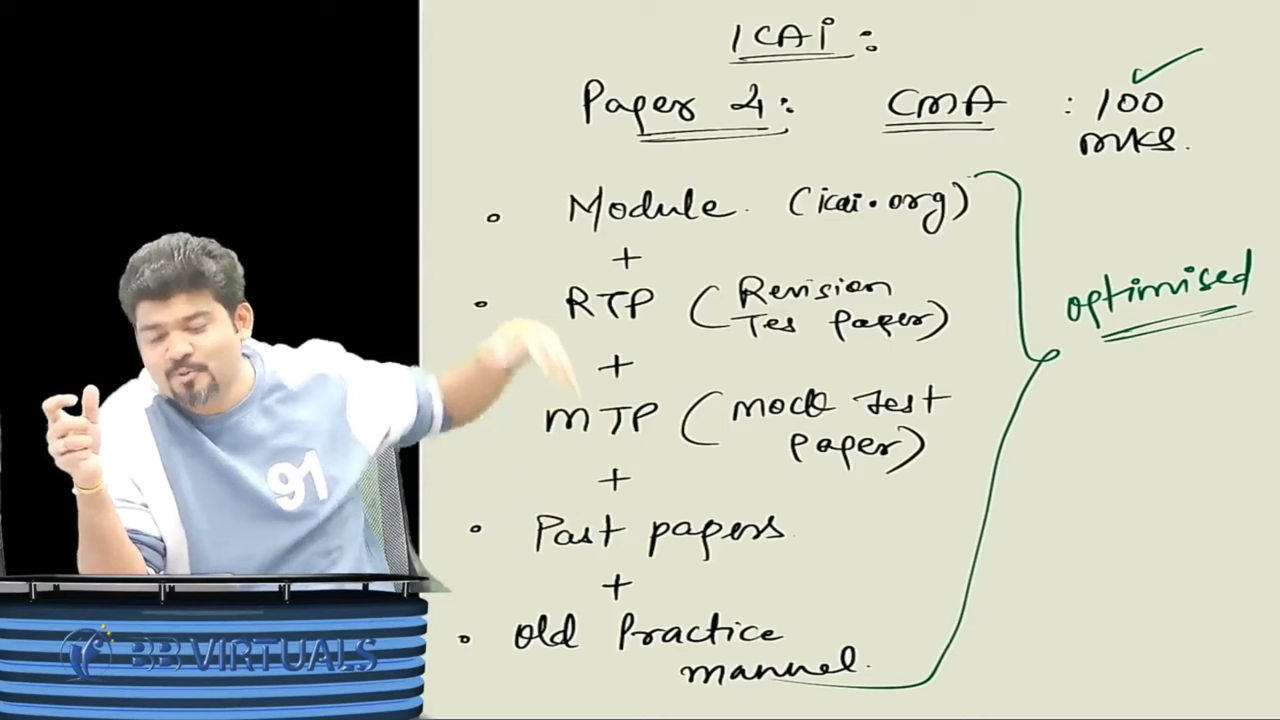 ICAI :
Paper 4: CMA : 100
mks.
• Module. (icai.org)
+
• RTP (Revision
Tes paper)
+
MTP (Mock Test
paper)
+
• Past papers
+
• Old Practice
manuel.
optimised
91
BB VIRTUALS